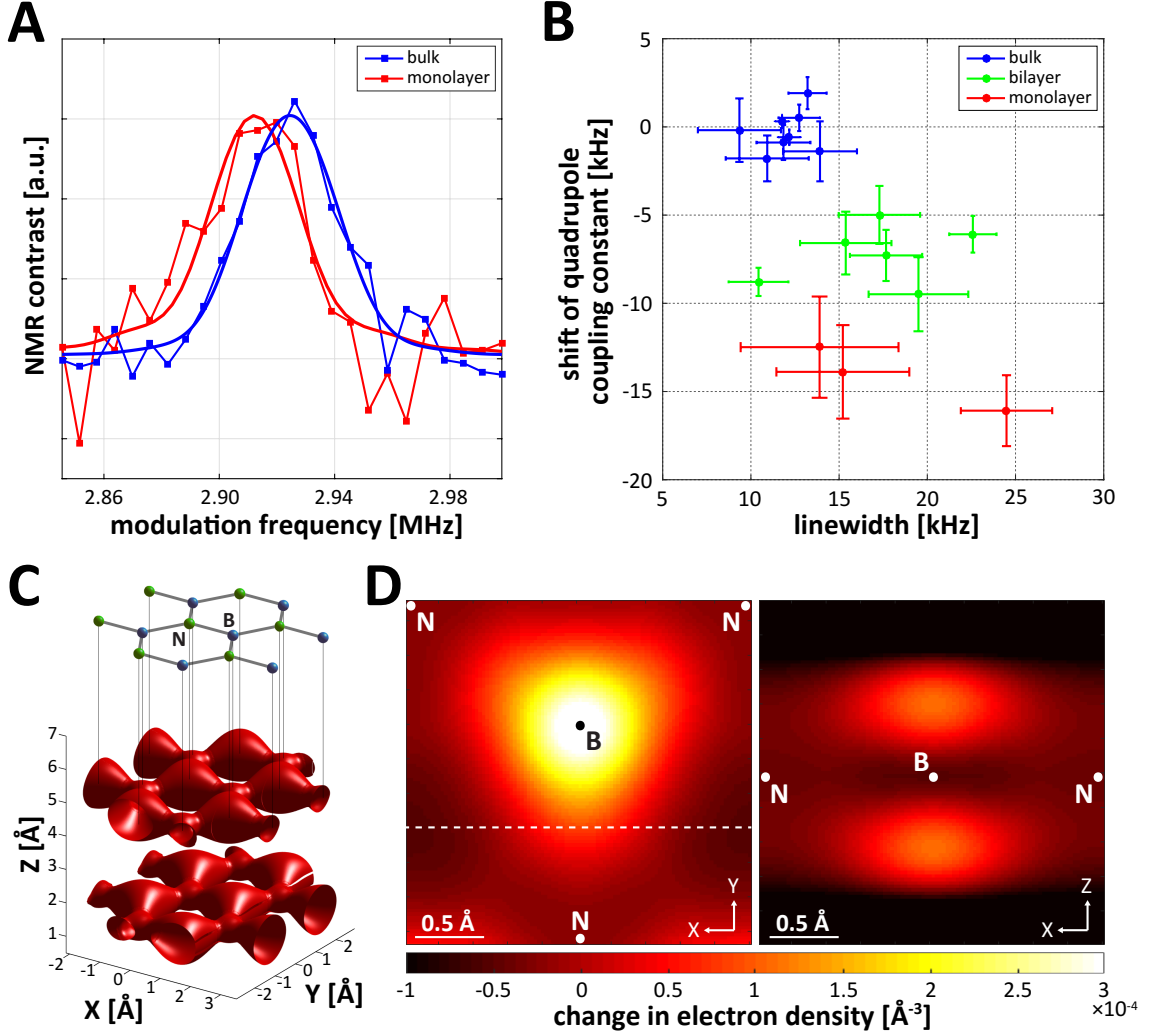 A
NMR contrast [a.u.]
bulk
monolayer
2.86 2.90 2.94 2.98
modulation frequency [MHz]
B
shift of quadrupole
coupling constant [kHz]
bulk
bilayer
monolayer
5
0
-5
-10
-15
-20
5 10 15 20 25 30
linewidth [kHz]
C
N
B
7
6
5
4
3
2
1
Z [Å]
-2 -1 0 1 2 3
X [Å]
-2 -1 0 1 2
Y [Å]
D
N N
B
N
0.5 Å
Y
X
B
N N
0.5 Å
Z
X
-1 -0.5 0 0.5 1 1.5 2 2.5 3
×10⁻⁴
change in electron density [Å⁻³]